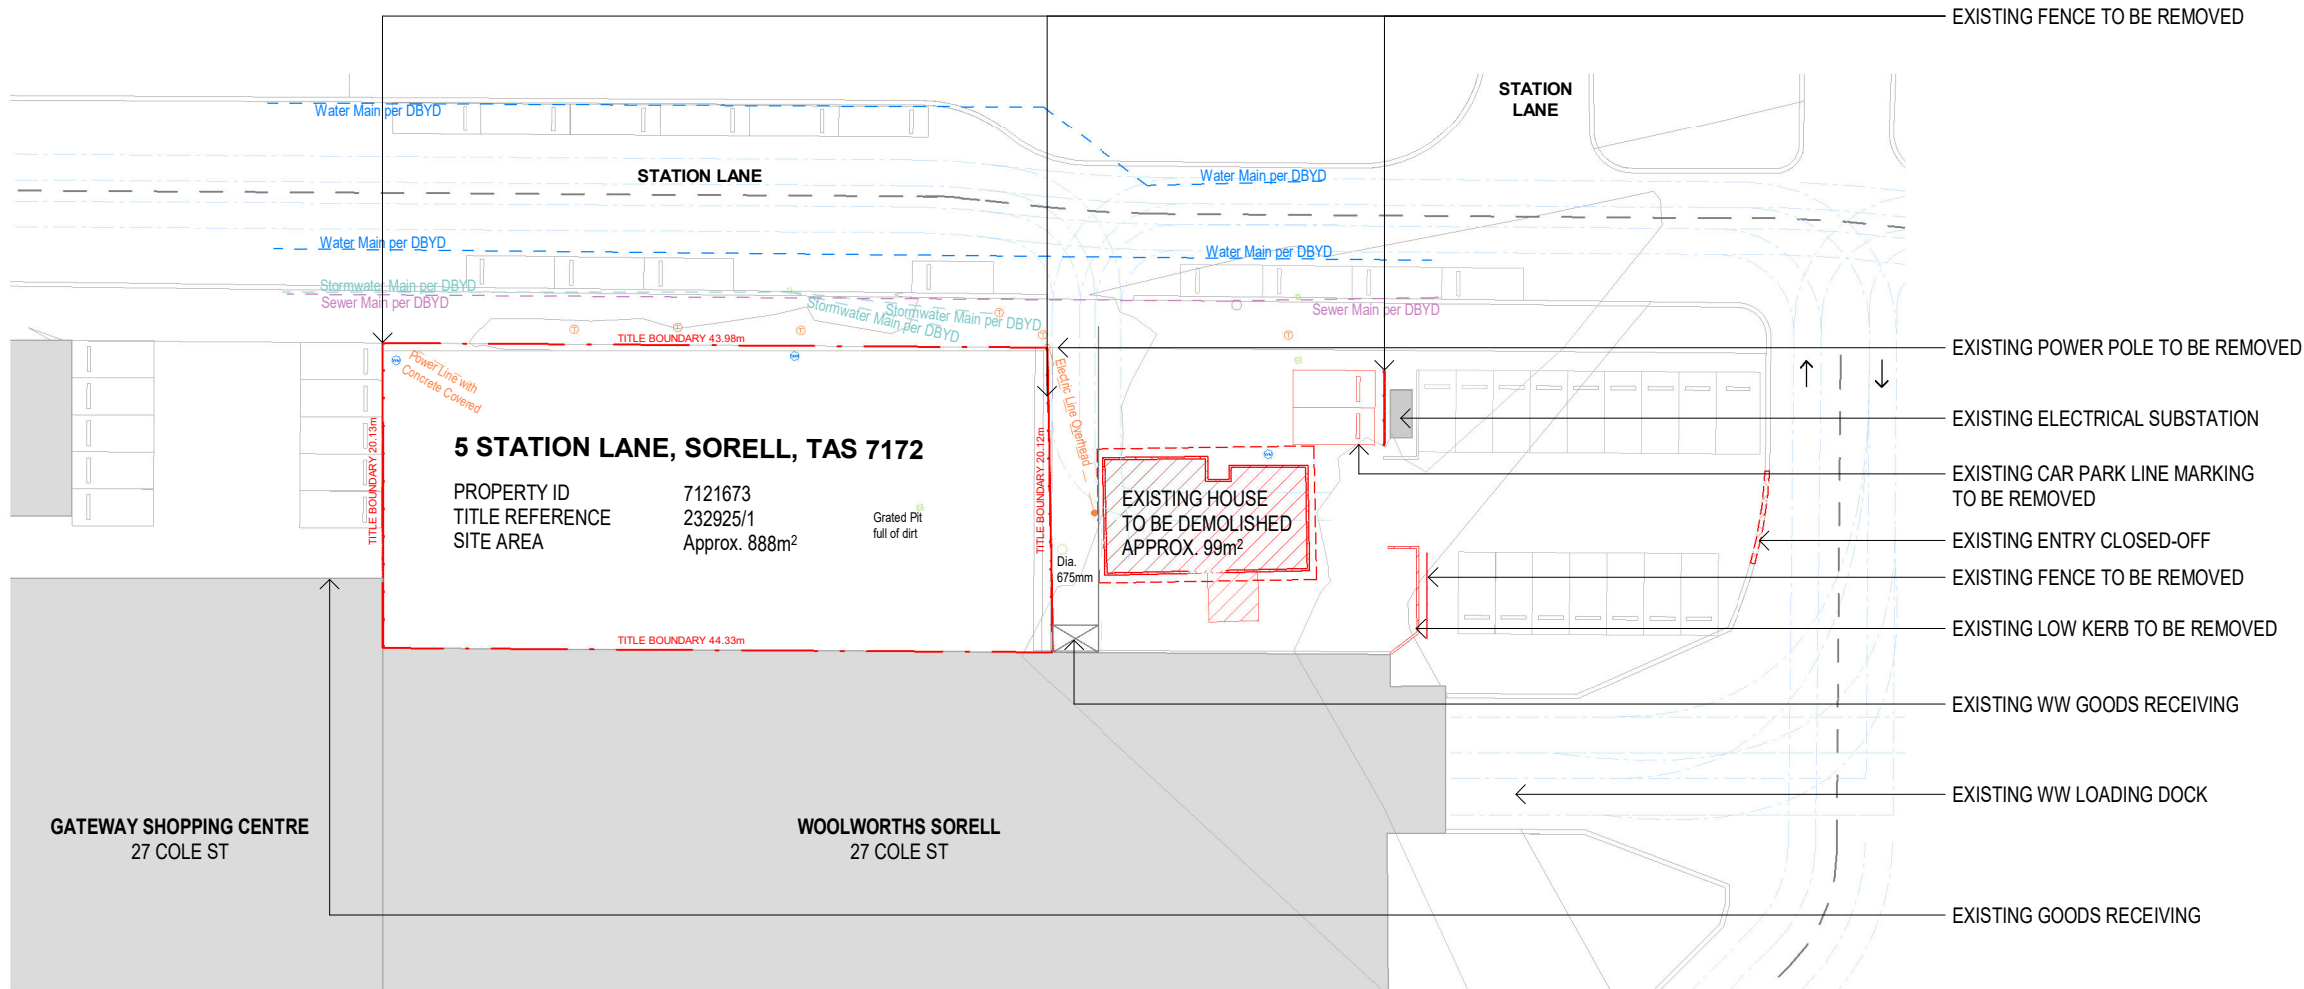 EXISTING FENCE TO BE REMOVED
STATION
LANE
Water Main per DBYD
STATION LANE
Water Main per DBYD
Water Main per DBYD
Water Main per DBYD
Stormwater Main per DBYD
Sewer Main per DBYD
Stormwater Main per DBYD
Stormwater Main per DBYD
Sewer Main per DBYD
TITLE BOUNDARY 43.98m
EXISTING POWER POLE TO BE REMOVED
Power Line with
Concrete Covered
Electric Line Overhead
TITLE BOUNDARY 20.13m
TITLE BOUNDARY 20.12m
EXISTING ELECTRICAL SUBSTATION
5 STATION LANE, SORELL, TAS 7172
PROPERTY ID 7121673
TITLE REFERENCE 232925/1
SITE AREA Approx. 888m²
Grated Pit
full of dirt
EXISTING HOUSE
TO BE DEMOLISHED
APPROX. 99m²
Dia.
675mm
EXISTING CAR PARK LINE MARKING
TO BE REMOVED
EXISTING ENTRY CLOSED-OFF
EXISTING FENCE TO BE REMOVED
EXISTING LOW KERB TO BE REMOVED
TITLE BOUNDARY 44.33m
EXISTING WW GOODS RECEIVING
EXISTING WW LOADING DOCK
GATEWAY SHOPPING CENTRE
27 COLE ST
WOOLWORTHS SORELL
27 COLE ST
EXISTING GOODS RECEIVING